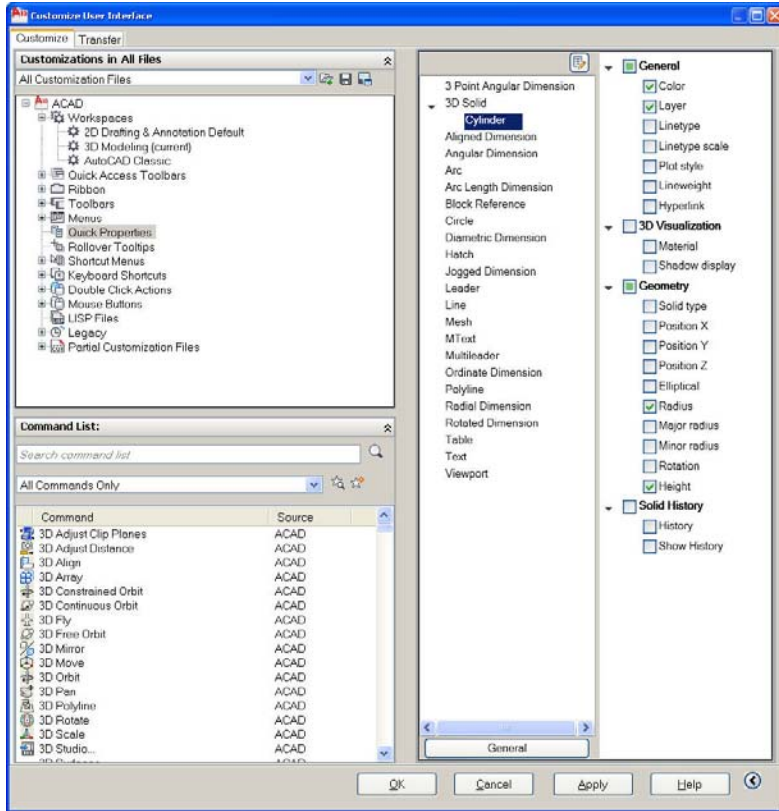 Customize User Interface
Customize Transfer
Customizations in All Files
All Customization Files
ACAD
Workspaces
2D Drafting & Annotation Default
3D Modeling (current)
AutoCAD Classic
Quick Access Toolbars
Ribbon
Toolbars
Menus
Quick Properties
Rollover Tooltips
Shortcut Menus
Keyboard Shortcuts
Double Click Actions
Mouse Buttons
LISP Files
Legacy
Partial Customization Files
Command List:
Search command list
All Commands Only
Command Source
3D Adjust Clip Planes ACAD
3D Adjust Distance ACAD
3D Align ACAD
3D Array ACAD
3D Constrained Orbit ACAD
3D Continuous Orbit ACAD
3D Fly ACAD
3D Free Orbit ACAD
3D Mirror ACAD
3D Move ACAD
3D Orbit ACAD
3D Pan ACAD
3D Polyline ACAD
3D Rotate ACAD
3D Scale ACAD
3D Studio... ACAD
3 Point Angular Dimension
3D Solid
Cylinder
Aligned Dimension
Angular Dimension
Arc
Arc Length Dimension
Block Reference
Circle
Diametric Dimension
Hatch
Jogged Dimension
Leader
Line
Mesh
MText
Multileader
Ordinate Dimension
Polyline
Radial Dimension
Rotated Dimension
Table
Text
Viewport
General
General
Color
Layer
Linetype
Linetype scale
Plot style
Lineweight
Hyperlink
3D Visualization
Material
Shadow display
Geometry
Solid type
Position X
Position Y
Position Z
Elliptical
Radius
Major radius
Minor radius
Rotation
Height
Solid History
History
Show History
OK Cancel Apply Help